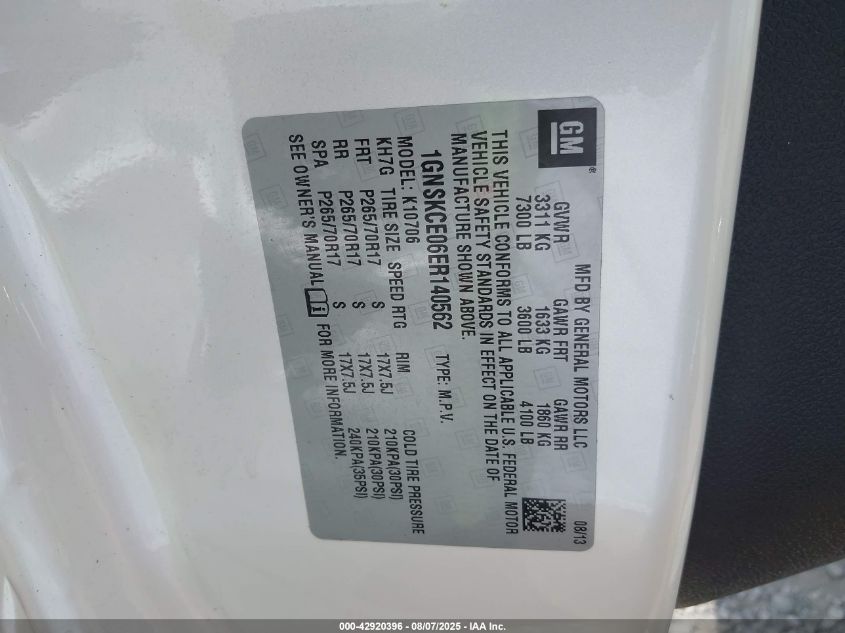 GM®
MFD BY GENERAL MOTORS LLC 08/13
GVWR GAWR FRT GAWR RR
3311 KG 1633 KG 1860 KG
7300 LB 3600 LB 4100 LB
THIS VEHICLE CONFORMS TO ALL APPLICABLE U.S. FEDERAL MOTOR
VEHICLE SAFETY STANDARDS IN EFFECT ON THE DATE OF
MANUFACTURE SHOWN ABOVE.
1GNSKCE06ER140562 TYPE: M.P.V.
MODEL: K10706
KH7G TIRE SIZE SPEED RTG RIM COLD TIRE PRESSURE
FRT P265/70R17 S 17X7.5J 210KPA(30PSI)
RR P265/70R17 S 17X7.5J 210KPA(30PSI)
SPA P265/70R17 S 17X7.5J 240KPA(35PSI)
SEE OWNER'S MANUAL FOR MORE INFORMATION.
000-42920396 - 08/07/2025 - IAA Inc.